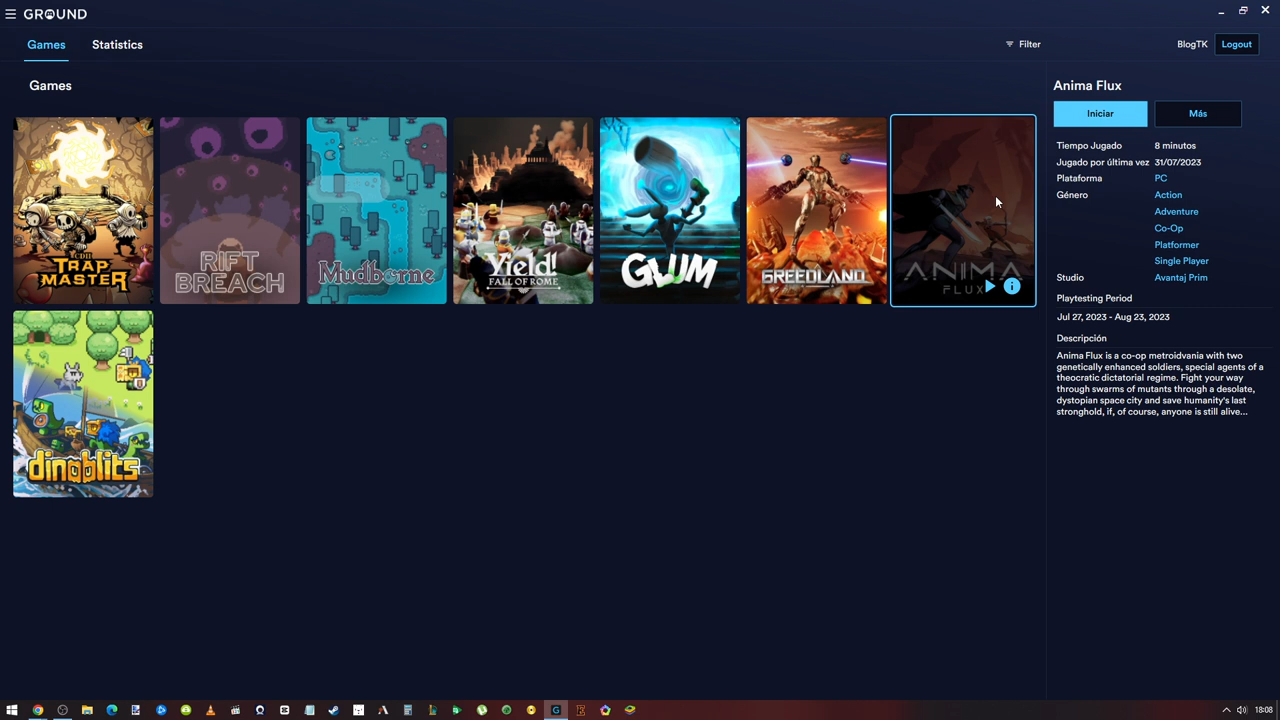 GROUND
Games
Statistics
Filter
BlogTK
Logout
Games
CD 2
TRAP
MASTER
RIFT
BREACH
Mudborne
Yield!
FALL OF ROME
GLUM
GREEDLAND
ANIMA
FLUX
dinoblits
Anima Flux
Iniciar
Más
Tiempo Jugado
8 minutos
Jugado por última vez
31/07/2023
Plataforma
PC
Género
Action
Adventure
Co-Op
Platformer
Single Player
Studio
Avantaj Prim
Playtesting Period
Jul 27, 2023 - Aug 23, 2023
Descripción
Anima Flux is a co-op metroidvania with two
genetically enhanced soldiers, special agents of a
theocratic dictatorial regime. Fight your way
through swarms of mutants through a desolate,
dystopian space city and save humanity's last
stronghold, if, of course, anyone is still alive...
18:08